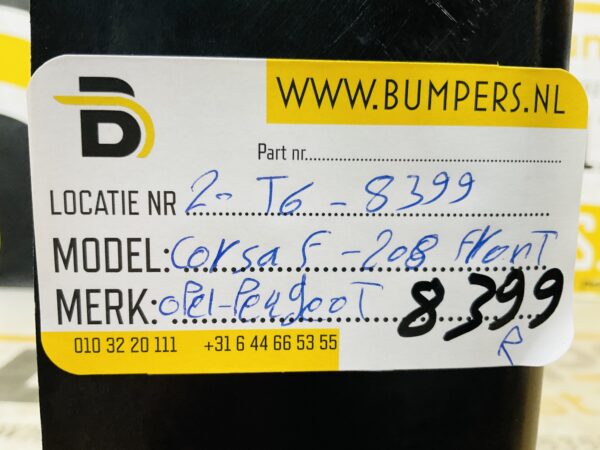 WWW.BUMPERS.NL
B
Part nr.
LOCATIE NR 2- T6 - 8399
MODEL: Corsa F - 208 Front
MERK: OPel-PeugooT 8399
R
010 32 20 111 +31 6 44 66 53 55